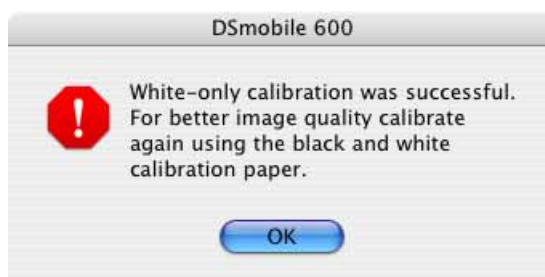 DSmobile 600
White-only calibration was successful.
For better image quality calibrate
again using the black and white
calibration paper.
OK